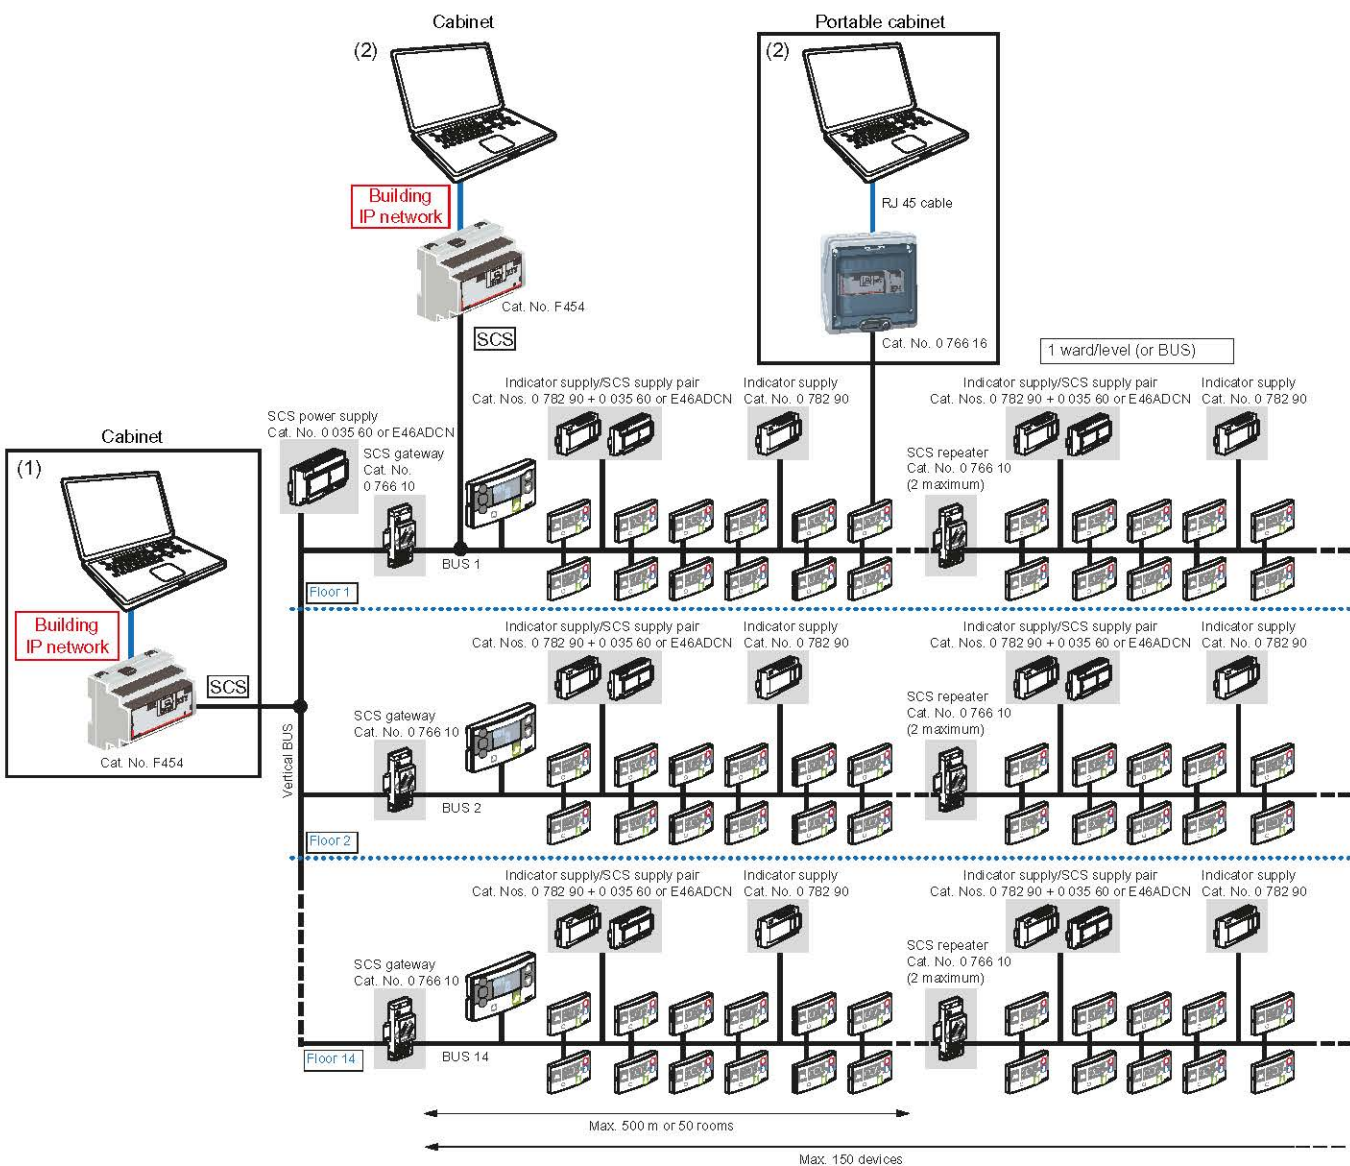 Cabinet
Portable cabinet
(2)
(2)
Building
IP network
RJ 45 cable
Cat. No. F454
SCS
Cat. No. 0 766 16
1 ward/level (or BUS)
Indicator supply/SCS supply pair
Cat. Nos. 0 782 90 + 0 035 60 or E46ADCN
Indicator supply
Cat. No. 0 782 90
Indicator supply/SCS supply pair
Cat. Nos. 0 782 90 + 0 035 60 or E46ADCN
Indicator supply
Cat. No. 0 782 90
SCS power supply
Cat. No. 0 035 60 or E46ADCN
SCS gateway
Cat. No.
0 766 10
SCS repeater
Cat. No. 0 766 10
(2 maximum)
Cabinet
(1)
BUS 1
Floor 1
Building
IP network
SCS
Cat. No. F454
Vertical BUS
Indicator supply/SCS supply pair
Cat. Nos. 0 782 90 + 0 035 60 or E46ADCN
Indicator supply
Cat. No. 0 782 90
Indicator supply/SCS supply pair
Cat. Nos. 0 782 90 + 0 035 60 or E46ADCN
Indicator supply
Cat. No. 0 782 90
SCS gateway
Cat. No. 0 766 10
SCS repeater
Cat. No. 0 766 10
(2 maximum)
BUS 2
Floor 2
Indicator supply/SCS supply pair
Cat. Nos. 0 782 90 + 0 035 60 or E46ADCN
Indicator supply
Cat. No. 0 782 90
Indicator supply/SCS supply pair
Cat. Nos. 0 782 90 + 0 035 60 or E46ADCN
Indicator supply
Cat. No. 0 782 90
SCS gateway
Cat. No. 0 766 10
SCS repeater
Cat. No. 0 766 10
(2 maximum)
BUS 14
Floor 14
Max. 500 m or 50 rooms
Max. 150 devices